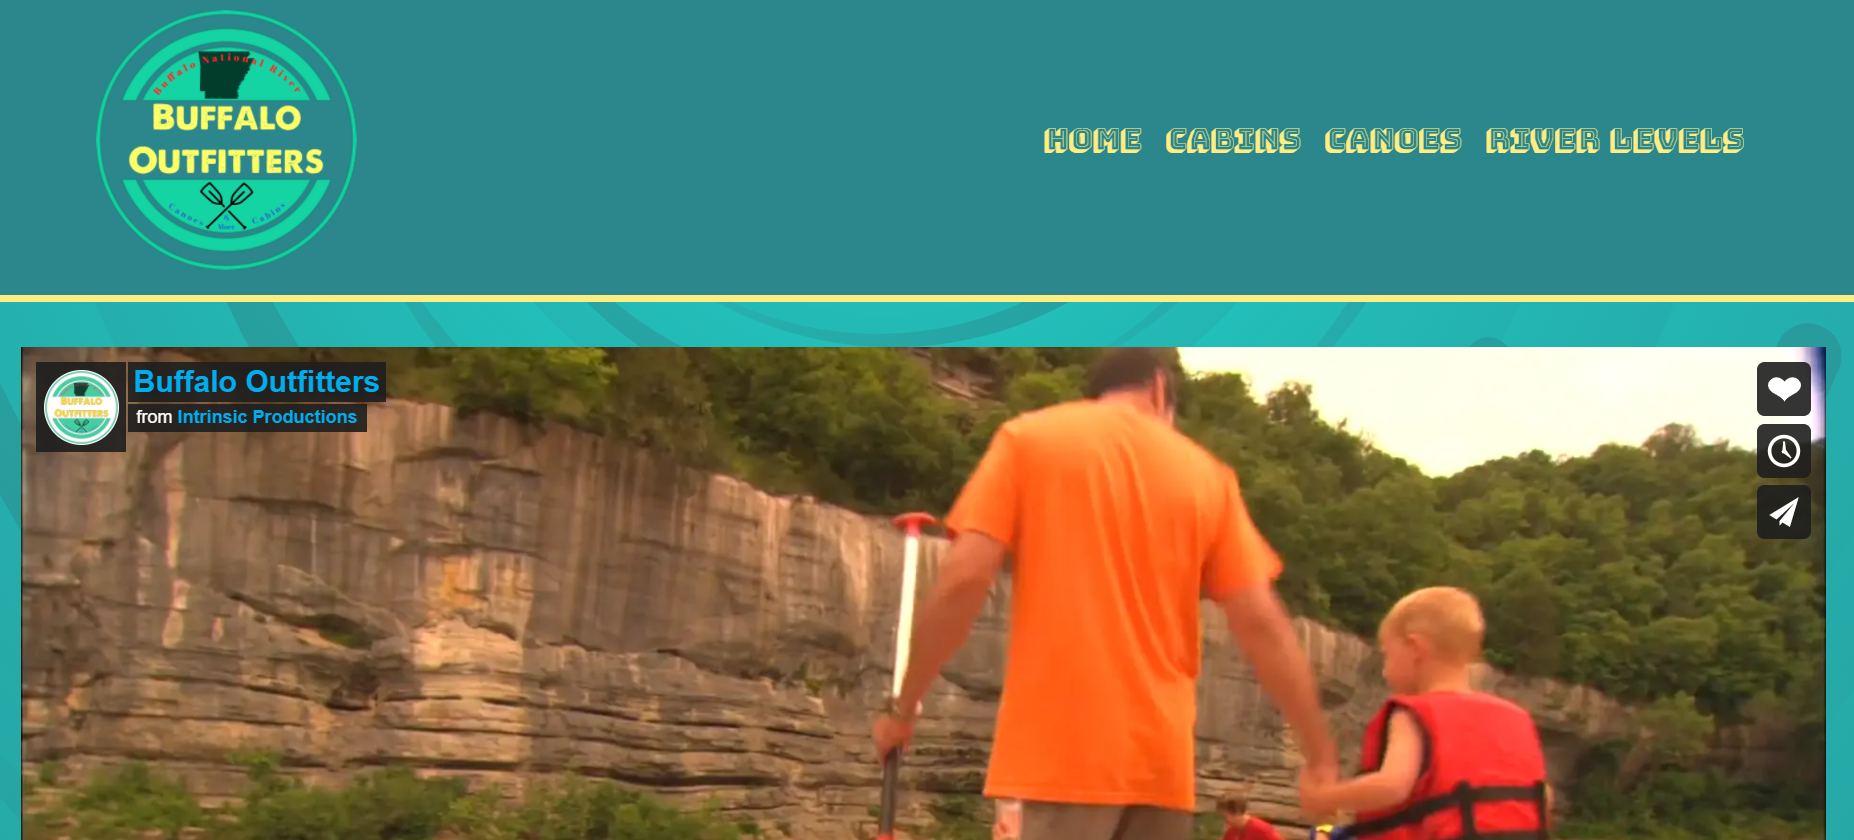 Buffalo National River
BUFFALO
OUTFITTERS
Canoes & Cabins
More
HOME CABINS CANOES RIVER LEVELS
BUFFALO
OUTFITTERS
Buffalo Outfitters
from Intrinsic Productions